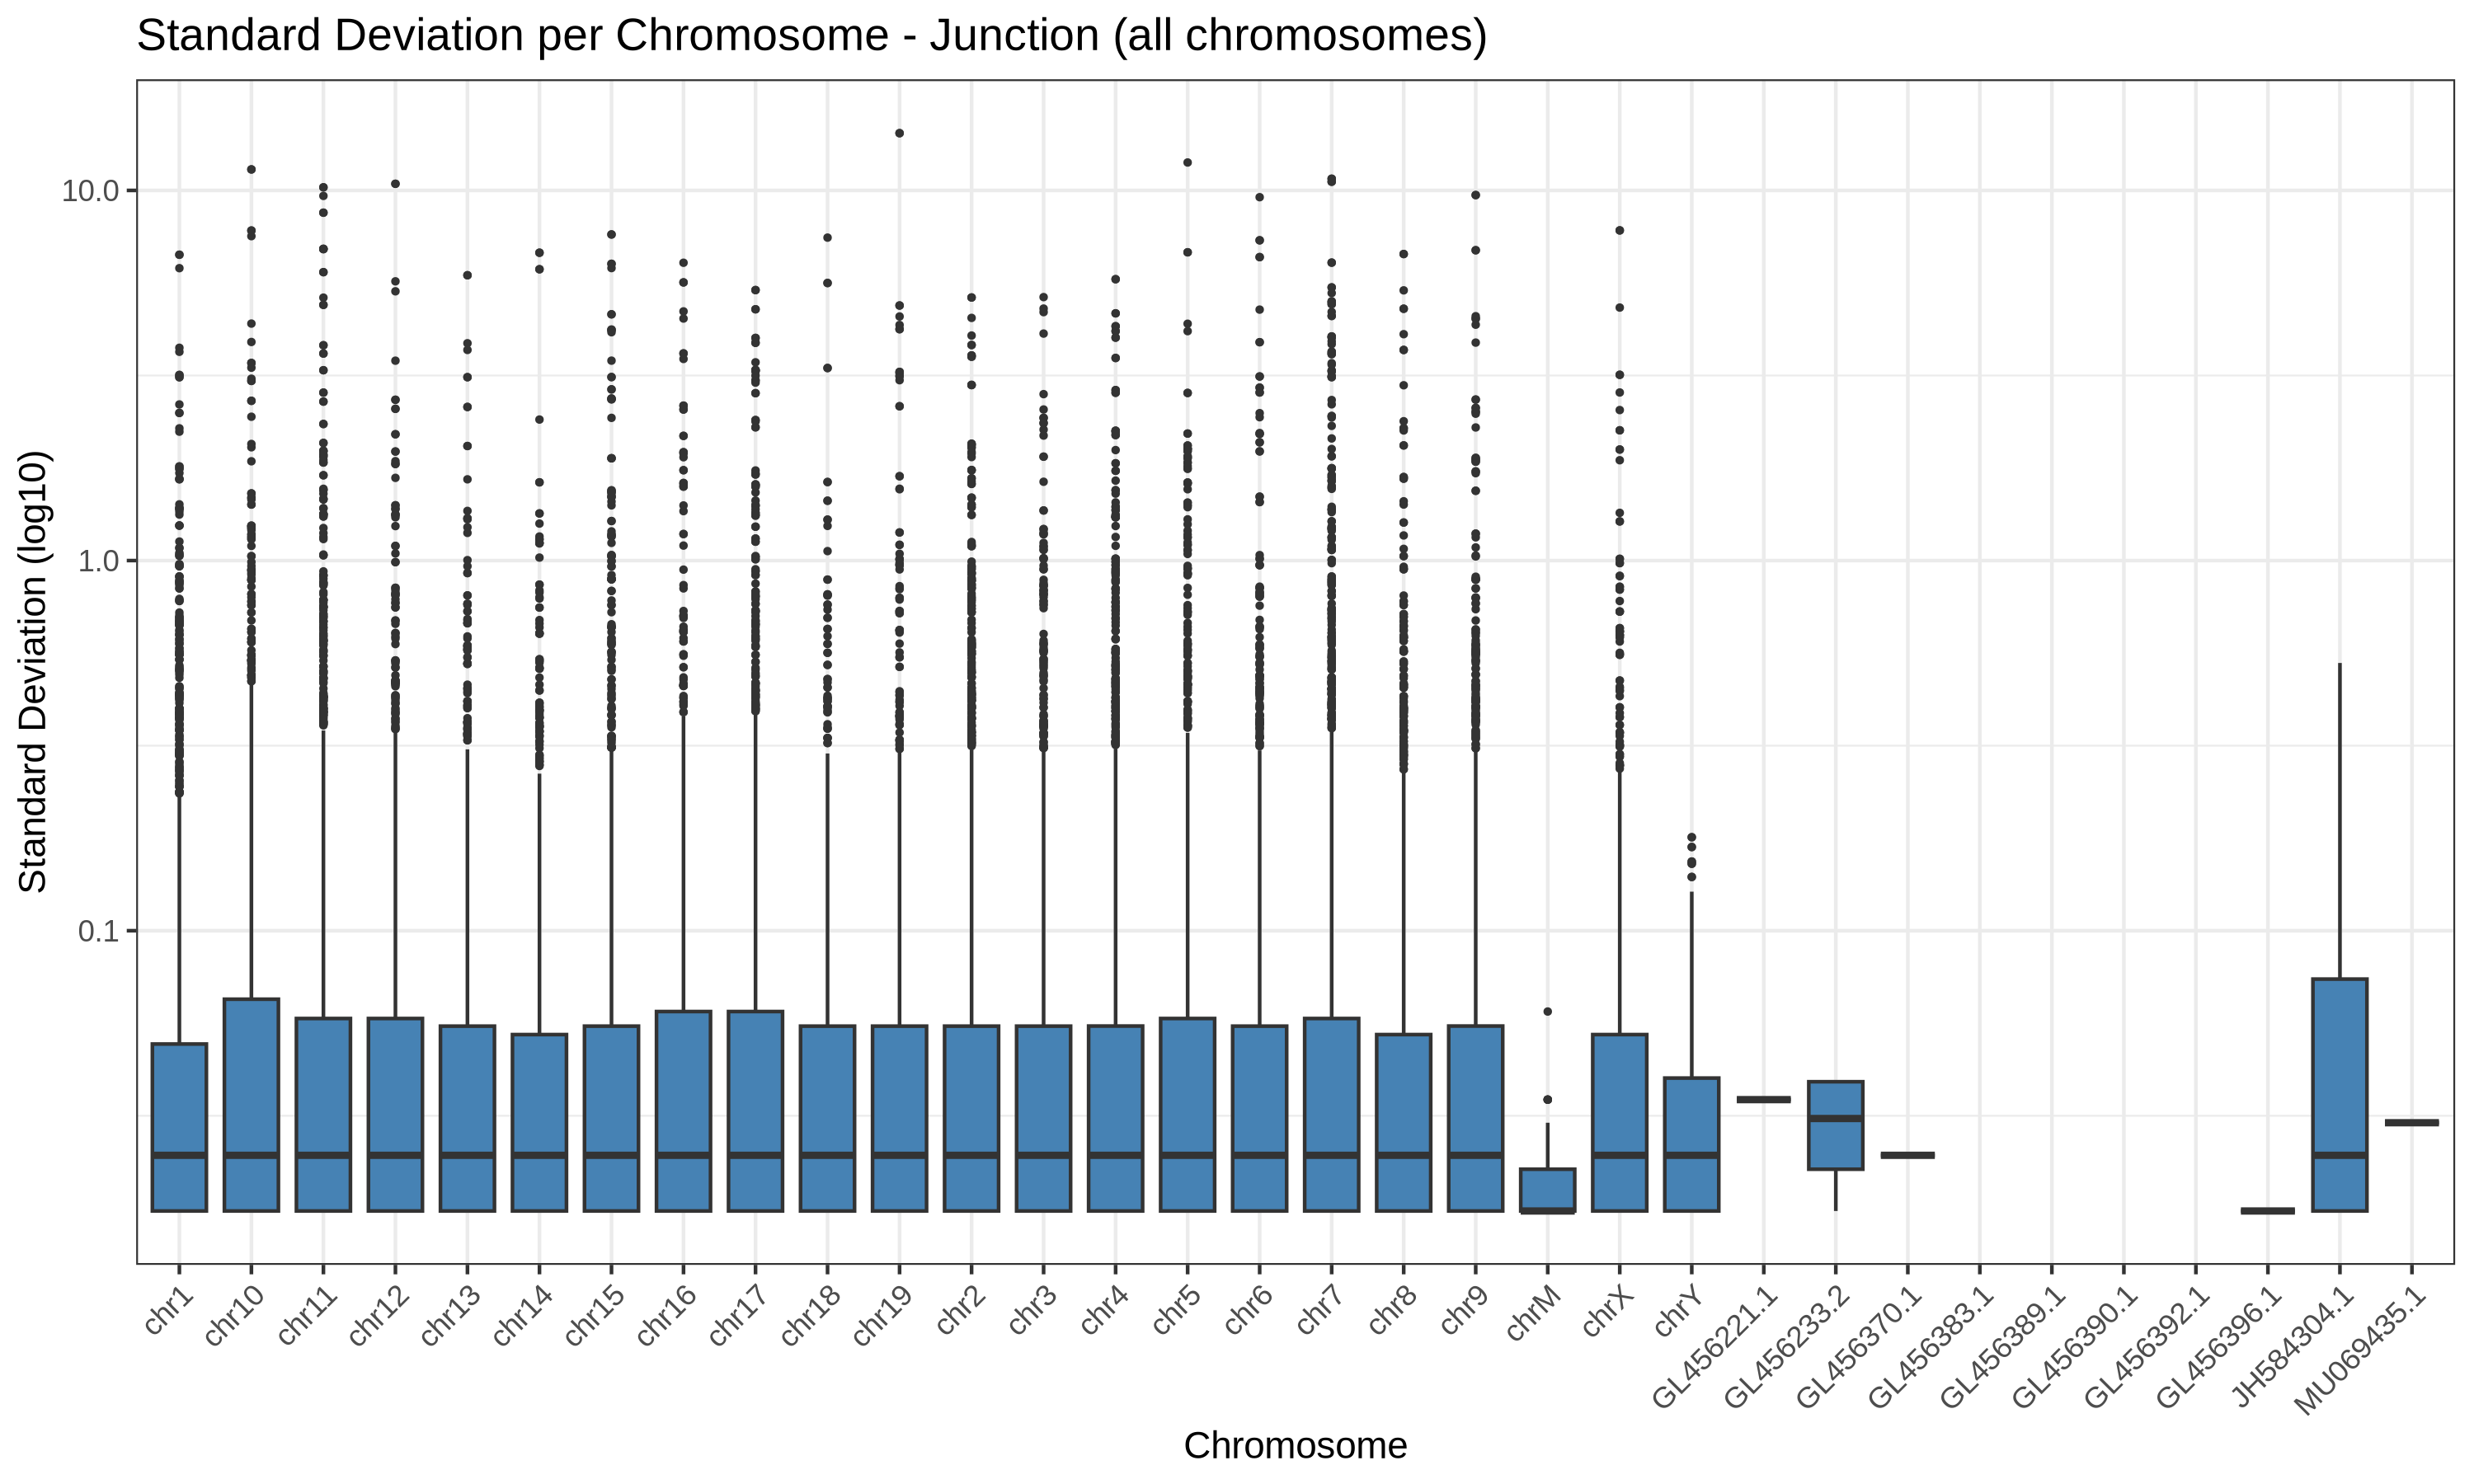 Standard Deviation per Chromosome - Junction (all chromosomes)
Standard Deviation (log10)
10.0
1.0
0.1
chr1
chr10
chr11
chr12
chr13
chr14
chr15
chr16
chr17
chr18
chr19
chr2
chr3
chr4
chr5
chr6
chr7
chr8
chr9
chrM
chrX
chrY
GL456221.1
GL456233.2
GL456370.1
GL456383.1
GL456389.1
GL456390.1
GL456392.1
GL456396.1
JH584304.1
MU069435.1
Chromosome